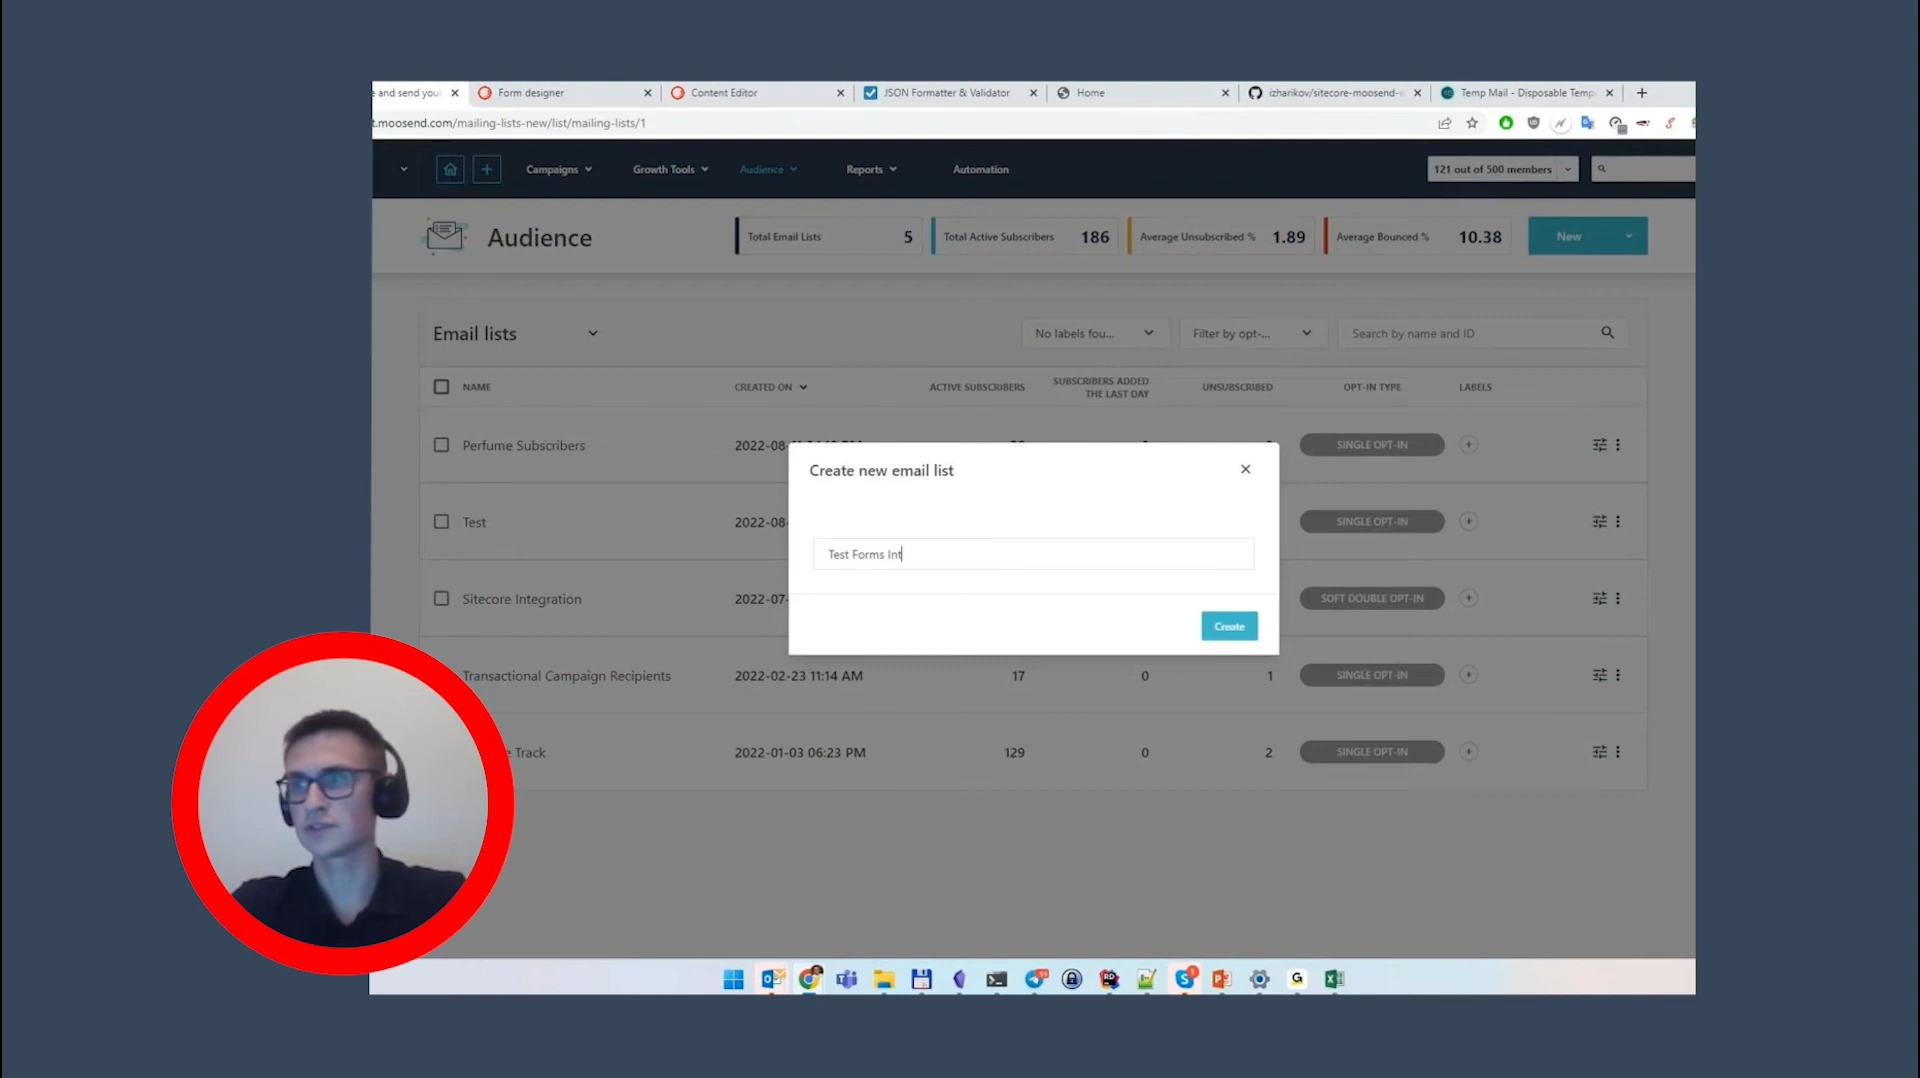 e and send your
Form designer
Content Editor
JSON Formatter & Validator
Home
izharikov/sitecore-moosend-
Temp Mail - Disposable Temp
t.moosend.com/mailing-lists-new/list/mailing-lists/1
Campaigns
Growth Tools
Audience
Reports
Automation
121 out of 500 members
Audience
Total Email Lists 5
Total Active Subscribers 186
Average Unsubscribed % 1.89
Average Bounced % 10.38
New
Email lists
No labels fou...
Filter by opt-...
Search by name and ID
NAME
CREATED ON
ACTIVE SUBSCRIBERS
SUBSCRIBERS ADDED
THE LAST DAY
UNSUBSCRIBED
OPT-IN TYPE
LABELS
Perfume Subscribers
2022-08-
SINGLE OPT-IN
Test
2022-08-
SINGLE OPT-IN
Sitecore Integration
2022-07-
SOFT DOUBLE OPT-IN
Create new email list
Test Forms Int
Create
Transactional Campaign Recipients
2022-02-23 11:14 AM
17
0
1
SINGLE OPT-IN
e Track
2022-01-03 06:23 PM
129
0
2
SINGLE OPT-IN